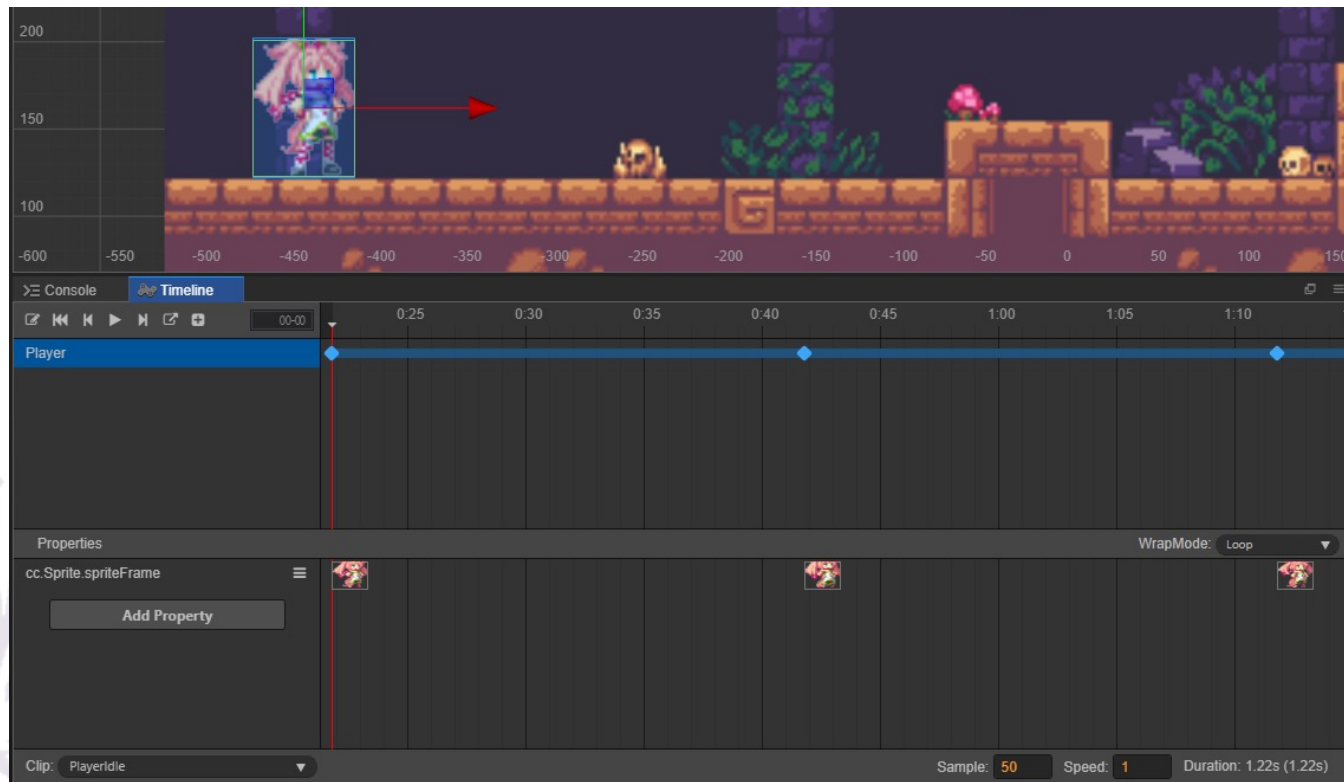 200
150
100
-600 -550 -500 -450 -400 -350 -300 -250 -200 -150 -100 -50 0 50 100 150
Console Timeline
00-00 0:25 0:30 0:35 0:40 0:45 1:00 1:05 1:10
Player
Properties WrapMode: Loop
cc.Sprite.spriteFrame
Add Property
Clip: PlayerIdle Sample: 50 Speed: 1 Duration: 1.22s (1.22s)